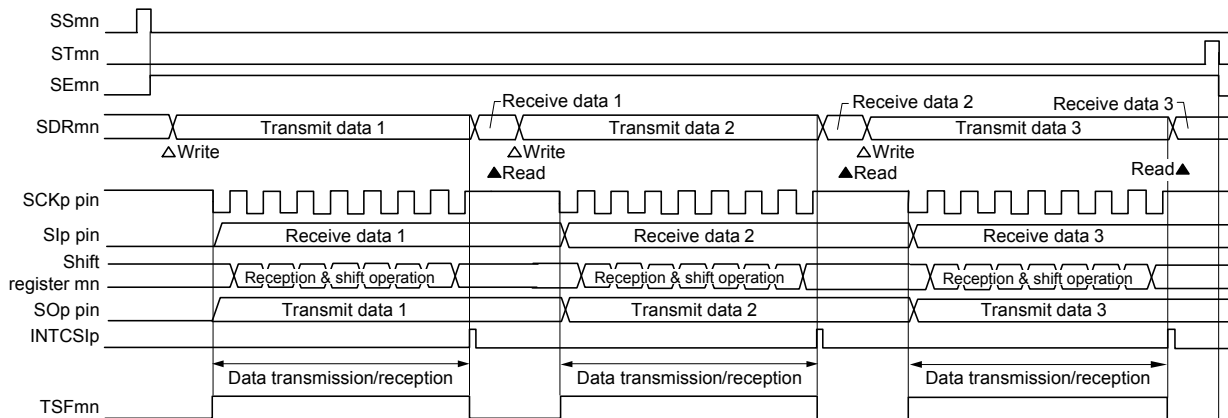 SSmn
STmn
SEmn
Receive data 1 Receive data 2 Receive data 3
SDRmn Transmit data 1 Transmit data 2 Transmit data 3
△Write △Write △Write
▲Read ▲Read Read▲
SCKp pin
SIp pin Receive data 1 Receive data 2 Receive data 3
Shift
register mn Reception & shift operation Reception & shift operation Reception & shift operation
SOp pin Transmit data 1 Transmit data 2 Transmit data 3
INTCSIp
Data transmission/reception Data transmission/reception Data transmission/reception
TSFmn